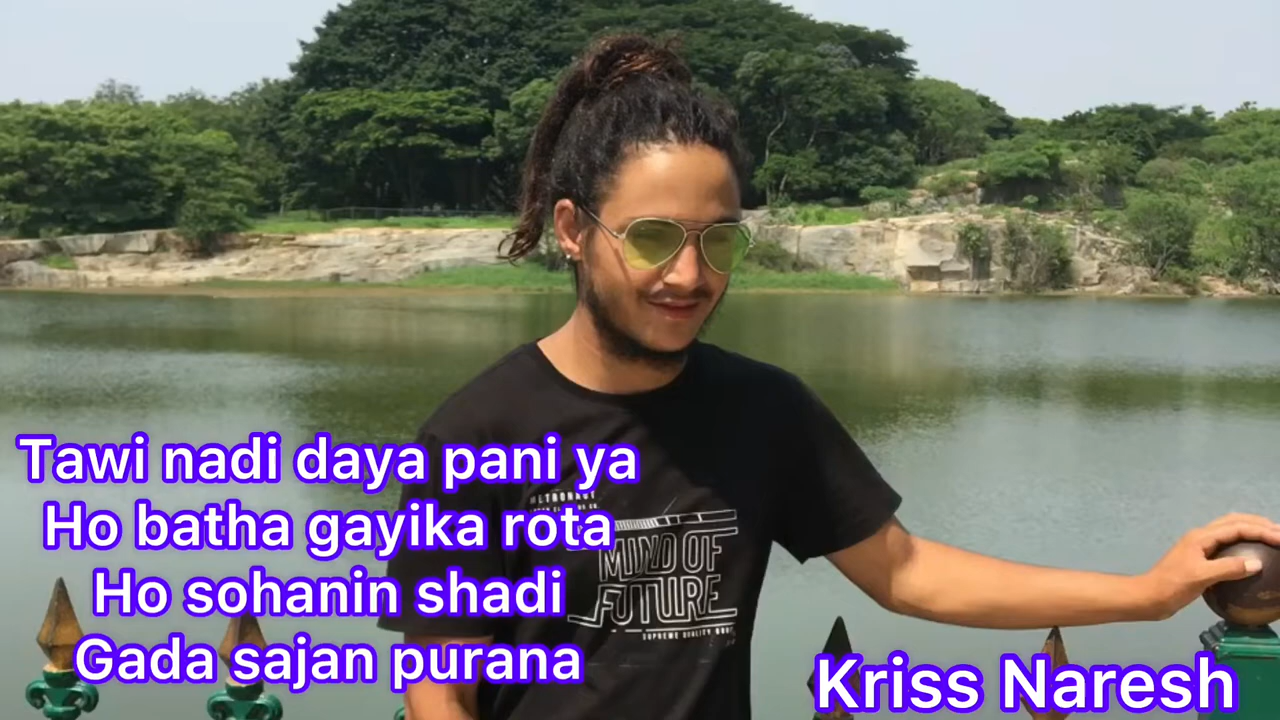 Tawi nadi daya pani ya
Ho batha gayika rota
Ho sohanin shadi
Gada sajan purana
MIND OF
FUTURE
Kriss Naresh